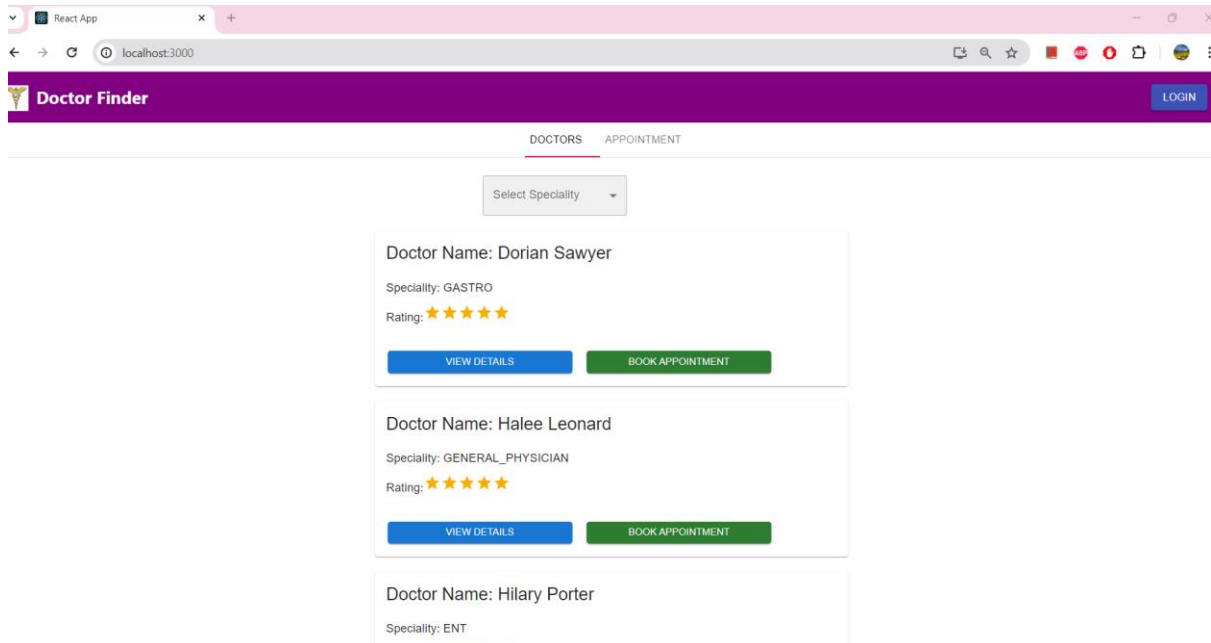 React App
localhost:3000
ABP
Doctor Finder
LOGIN
DOCTORS APPOINTMENT
Select Speciality
Doctor Name: Dorian Sawyer
Speciality: GASTRO
Rating:
VIEW DETAILS BOOK APPOINTMENT
Doctor Name: Halee Leonard
Speciality: GENERAL_PHYSICIAN
Rating:
VIEW DETAILS BOOK APPOINTMENT
Doctor Name: Hilary Porter
Speciality: ENT